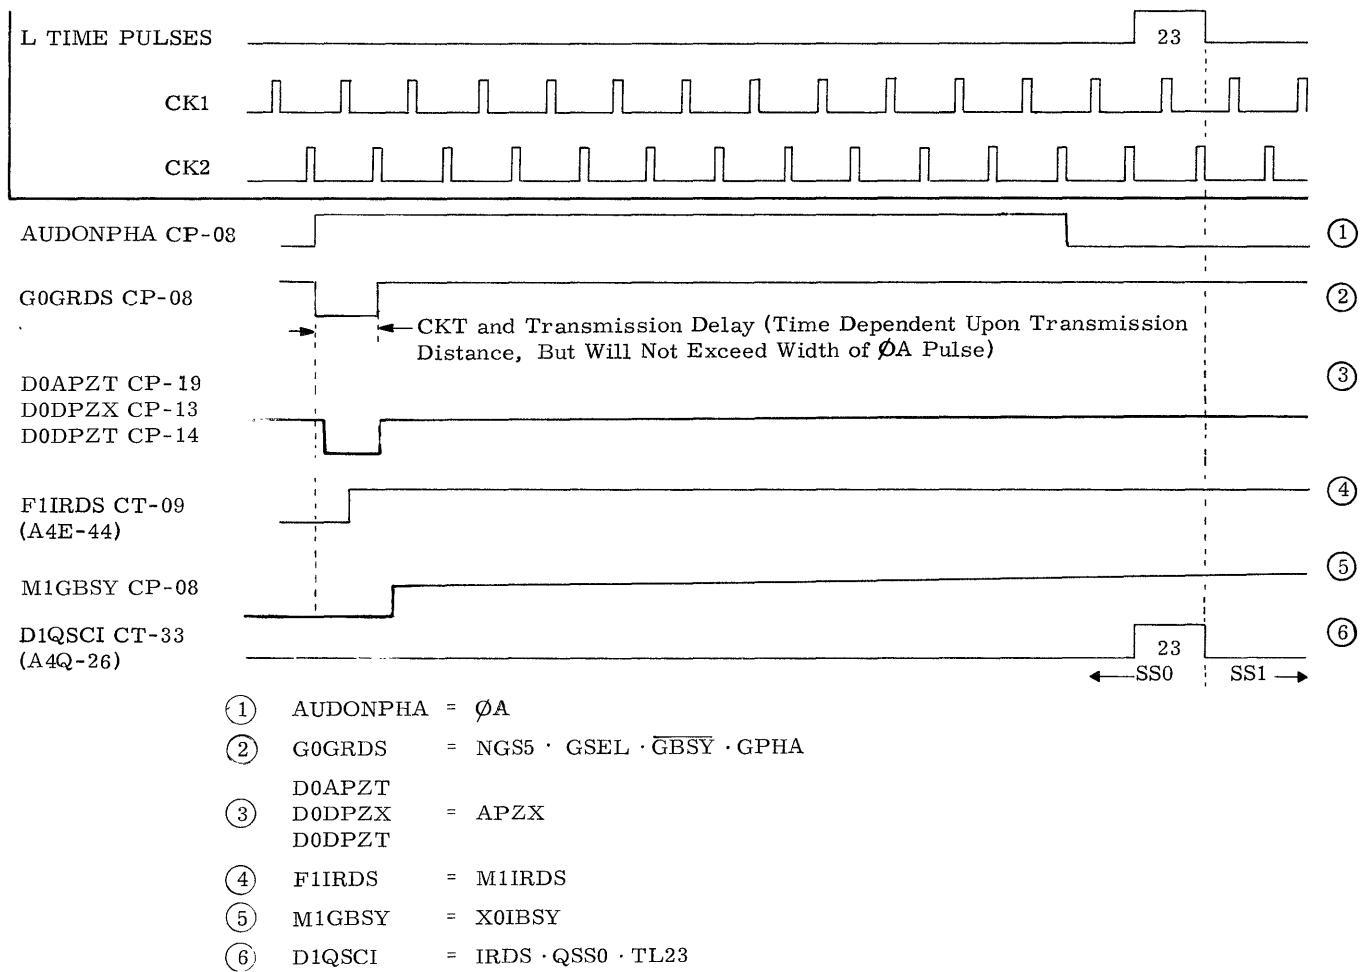 L TIME PULSES
23
CK1
CK2
AUDONPHA CP-08
①
G0GRDS CP-08
②
CKT and Transmission Delay (Time Dependent Upon Transmission
Distance, But Will Not Exceed Width of ØA Pulse)
③
D0APZT CP-19
D0DPZX CP-13
D0DPZT CP-14
F1IRDS CT-09
④
(A4E-44)
M1GBSY CP-08
⑤
D1QSCI CT-33
⑥
(A4Q-26)
23
SS0 SS1
① AUDONPHA = ØA
② G0GRDS = NGS5 · GSEL · G̅B̅S̅Y̅ · GPHA
D0APZT
③ D0DPZX = APZX
D0DPZT
④ F1IRDS = M1IRDS
⑤ M1GBSY = X0IBSY
⑥ D1QSCI = IRDS · QSS0 · TL23